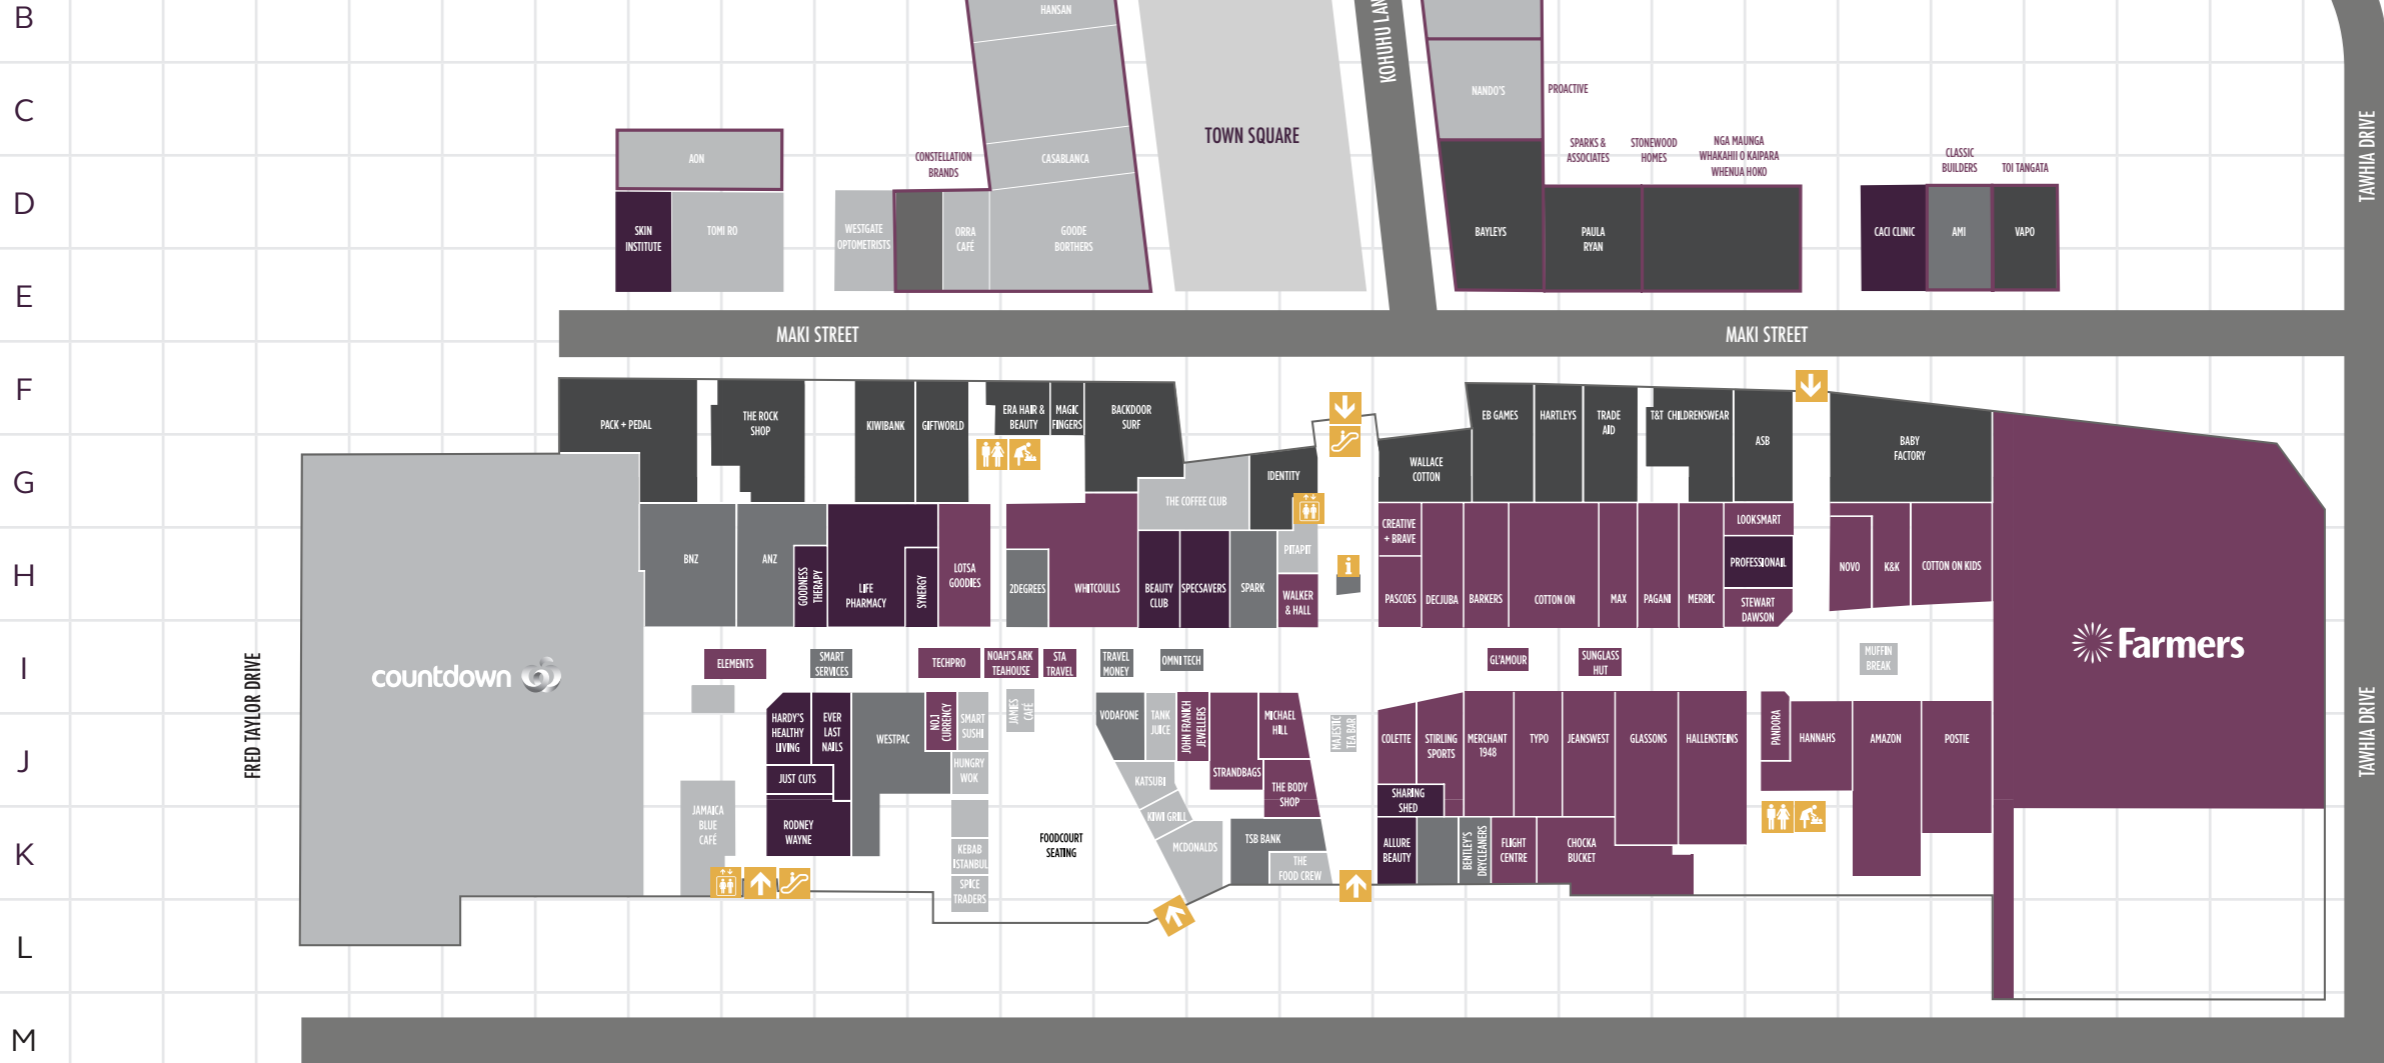 B
HANSAN
KOHUHU LAN
C
NANDO'S
PROACTIVE
TAWHIA DRIVE
TOWN SQUARE
AON
CONSTELLATION
BRANDS
CASABLANCA
SPARKS &
ASSOCIATES
STONEWOOD
HOMES
NGA MAUNGA
WHAKAHII O KAIPARA
WHENUA HOKO
CLASSIC
BUILDERS
TOI TANGATA
D
SKIN
INSTITUTE
TOMI RO
WESTGATE
OPTOMETRISTS
ORRA
CAFÉ
GOODE
BORTHERS
BAYLEYS
PAULA
RYAN
CACI CLINIC
AMI
VAPO
E
MAKI STREET
MAKI STREET
F
PACK + PEDAL
THE ROCK
SHOP
KIWIBANK
GIFTWORLD
ERA HAIR &
BEAUTY
MAGIC
FINGERS
BACKDOOR
SURF
EB GAMES
HARTLEYS
TRADE
AID
T&T CHILDRENSWEAR
ASB
BABY
FACTORY
G
THE COFFEE CLUB
IDENTITY
WALLACE
COTTON
CREATIVE
+ BRAVE
LOOKSMART
H
BNZ
ANZ
GOODNESS
THERAPY
LIFE
PHARMACY
SYNERGY
LOTSA
GOODIES
2DEGREES
WHITCOULLS
BEAUTY
CLUB
SPECSAVERS
SPARK
PITAPIT
WALKER
& HALL
i
PASCOES
DECJUBA
BARKERS
COTTON ON
MAX
PAGANI
MERRIC
PROFESSIONAIL
STEWART
DAWSON
NOVO
K&K
COTTON ON KIDS
I
FRED TAYLOR DRIVE
countdown
ELEMENTS
SMART
SERVICES
TECHPRO
NOAH'S ARK
TEAHOUSE
STA
TRAVEL
TRAVEL
MONEY
OMNI TECH
GL'AMOUR
SUNGLASS
HUT
MUFFIN
BREAK
Farmers
TAWHIA DRIVE
J
HARDY'S
HEALTHY
LIVING
EVER
LAST
NAILS
WESTPAC
NO.1
CURRENCY
SMART
SUSHI
JAMES
CAFÉ
VODAFONE
TANK
JUICE
JOHN FRANICH
JEWELLERS
MICHAEL
HILL
MAJESTIC
TEA BAR
COLETTE
STIRLING
SPORTS
MERCHANT
1948
TYPO
JEANSWEST
GLASSONS
HALLENSTEINS
PANDORA
HANNAHS
AMAZON
POSTIE
JUST CUTS
HUNGRY
WOK
KATSUBI
STRANDBAGS
THE BODY
SHOP
SHARING
SHED
K
JAMAICA
BLUE
CAFÉ
RODNEY
WAYNE
KEBAB
ISTANBUL
SPICE
TRADERS
FOODCOURT
SEATING
KIWI GRILL
MCDONALDS
TSB BANK
THE
FOOD CREW
ALLURE
BEAUTY
BENTLEY'S
DRYCLEANERS
FLIGHT
CENTRE
CHOCKA
BUCKET
L
M